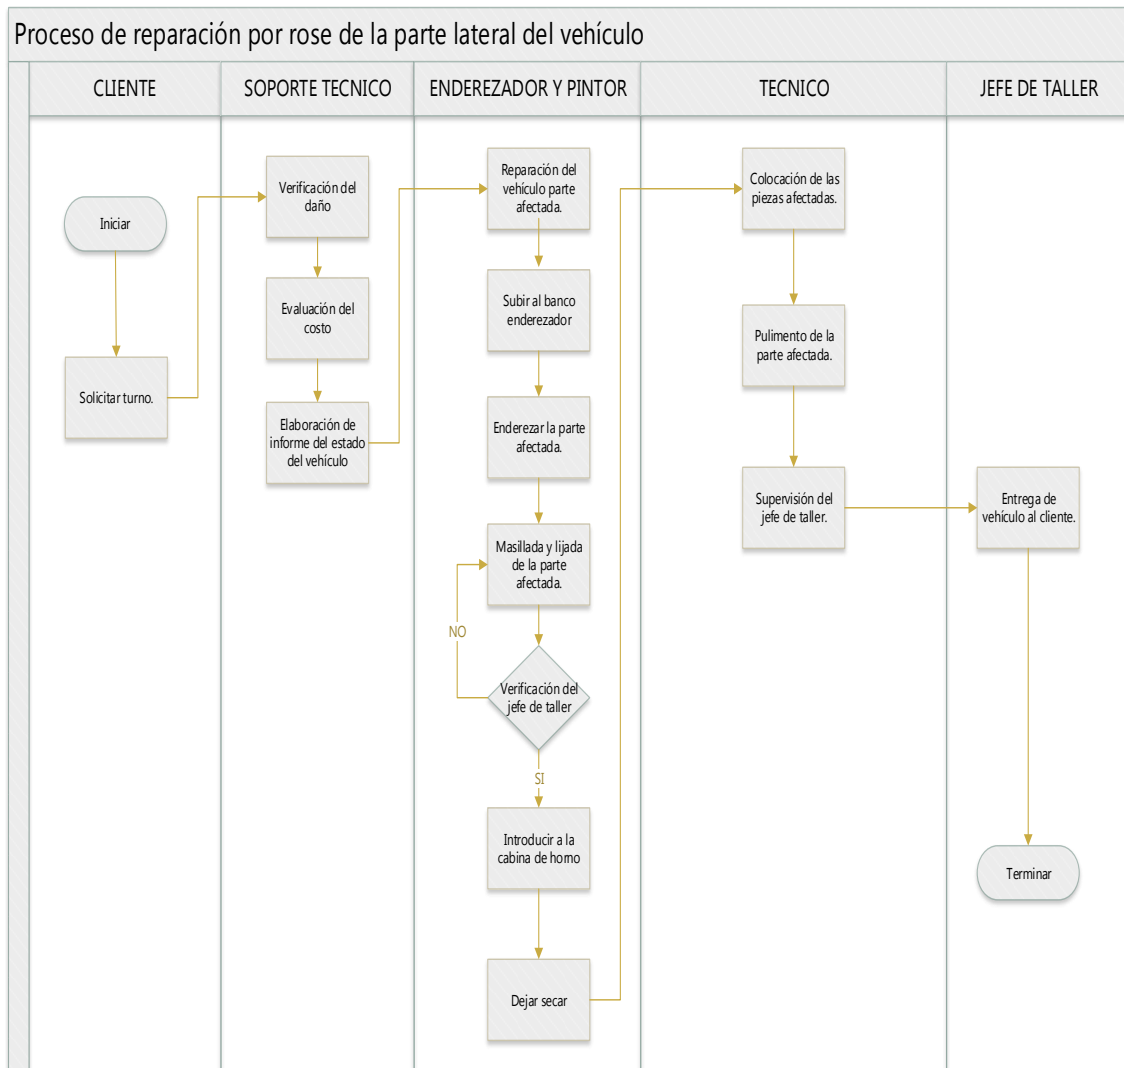 Proceso de reparación por rose de la parte lateral del vehículo
CLIENTE
SOPORTE TECNICO
ENDEREZADOR Y PINTOR
TECNICO
JEFE DE TALLER
Iniciar
Solicitar turno.
Verificación del
daño
Evaluación del
costo
Elaboración de
informe del estado
del vehículo
Reparación del
vehículo parte
afectada.
Subir al banco
enderezador
Enderezar la parte
afectada.
Masillada y lijada
de la parte
afectada.
NO
Verificación del
jefe de taller
SI
Introducir a la
cabina de horno
Dejar secar
Colocación de las
piezas afectadas.
Pulimento de la
parte afectada.
Supervisión del
jefe de taller.
Entrega de
vehículo al cliente.
Terminar